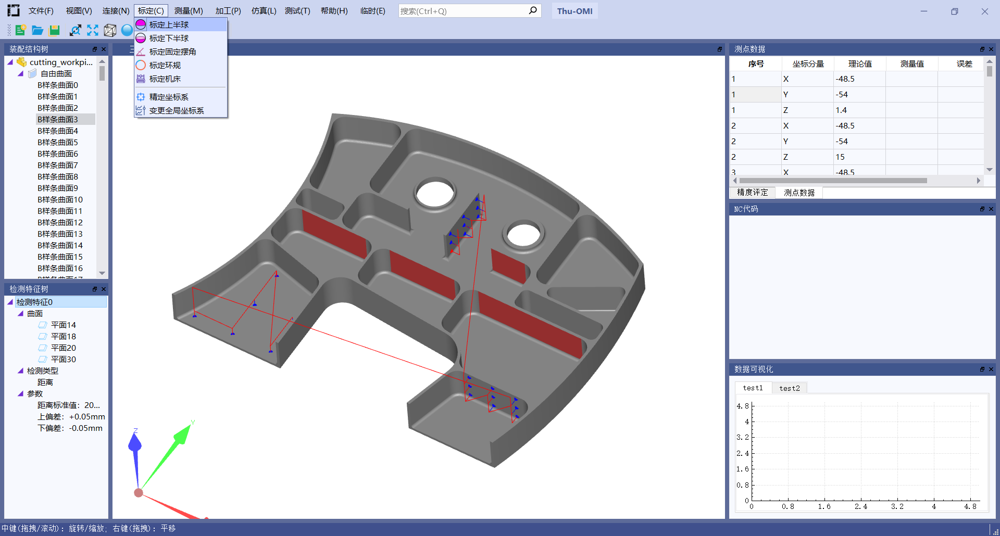 文件(F) 视图(V) 连接(N) 标定(C) 测量(M) 加工(P) 仿真(L) 测试(T) 帮助(H) 临时(E) 搜索(Ctrl+Q) Thu-OMI
标定上半球
标定下半球
标定固定摆角
标定环规
标定机床
精定坐标系
变更全局坐标系
装配结构树
cutting_workpi...
自由曲面
B样条曲面0
B样条曲面1
B样条曲面2
B样条曲面3
B样条曲面4
B样条曲面5
B样条曲面6
B样条曲面7
B样条曲面8
B样条曲面9
B样条曲面10
B样条曲面11
B样条曲面12
B样条曲面13
B样条曲面14
B样条曲面15
B样条曲面16
检测特征树
检测特征0
曲面
平面14
平面18
平面20
平面30
检测类型
距离
参数
距离标准值：20...
上偏差：+0.05mm
下偏差：-0.05mm
Z
Y
测点数据
序号 坐标分量 理论值 测量值 误差
1 X -48.5
1 Y -54
1 Z 1.4
2 X -48.5
2 Y -54
2 Z 15
3 X -48.5
精度评定 测点数据
NC代码
数据可视化
test1 test2
4.8
4
3.2
2.4
1.6
0.8
0
0 0.8 1.6 2.4 3.2 4 4.8
中键(拖拽/滚动)：旋转/缩放；右键(拖拽)：平移